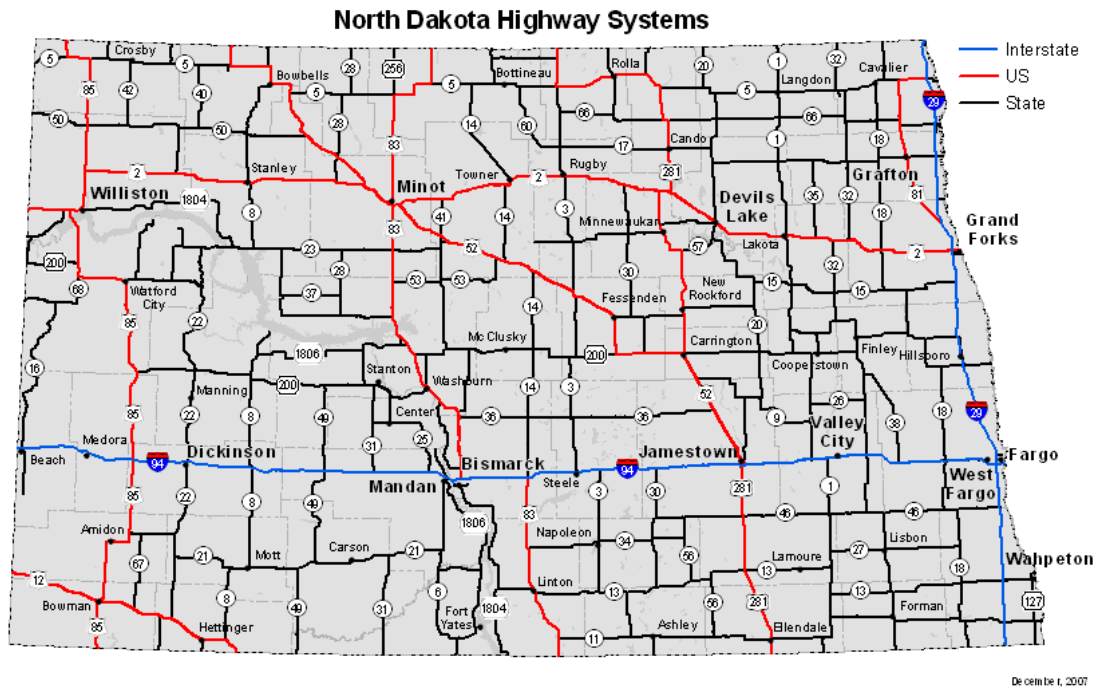 North Dakota Highway Systems
Interstate
US
State
5
Crosby
5
28
256
Bottineau
Rolla
20
1
32
Cavalier
85
42
40
Bowbells
5
5
5
Langdon
29
50
50
28
83
14
60
66
66
1
18
17
Cando
2
Stanley
Towner
2
Rugby
281
Grafton
Williston
1804
Minot
Devils
Lake
35
32
81
8
83
41
14
3
Minnewaukan
18
Grand
Forks
52
57
Lakota
2
200
23
28
53
53
30
32
68
Watford
City
37
14
Fessenden
New
Rockford
15
15
85
22
20
McClusky
200
Carrington
Finley
Hillsboro
16
1806
Stanton
Washburn
Cooperstown
Manning
200
14
3
52
85
22
8
49
Center
36
36
9
26
38
18
29
Valley
City
Medora
31
25
Beach
94
Dickinson
Bismarck
94
Jamestown
Fargo
Mandan
Steele
West
Fargo
85
22
8
49
3
30
281
1
1806
83
46
46
Amidon
Napoleon
34
67
21
Mott
Carson
21
56
Lamoure
27
Lisbon
Wahpeton
13
18
12
Linton
13
13
127
Bowman
8
49
31
6
1804
56
281
Forman
85
Hettinger
Fort
Yates
11
Ashley
Ellendale
December, 2007